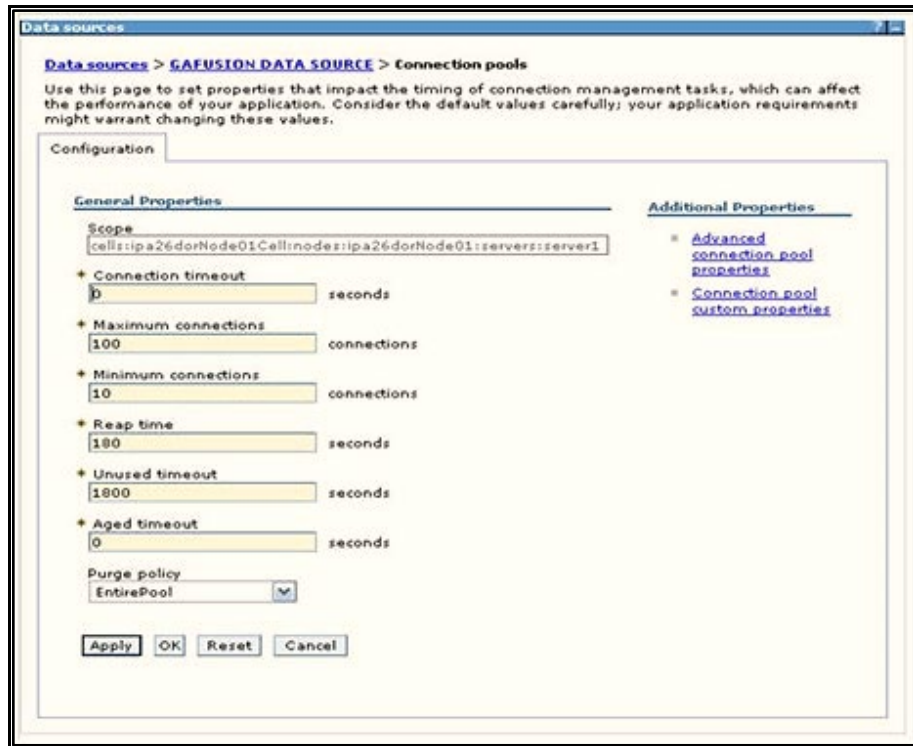 Data sources
Data sources > GAFUSION DATA SOURCE > Connection pools
Use this page to set properties that impact the timing of connection management tasks, which can affect
the performance of your application. Consider the default values carefully; your application requirements
might warrant changing these values.
Configuration
General Properties
Scope
cells:ipa26dorNode01Cell:nodes:ipa26dorNode01:servers:server1
Connection timeout
0 seconds
Maximum connections
100 connections
Minimum connections
10 connections
Reap time
180 seconds
Unused timeout
1800 seconds
Aged timeout
0 seconds
Purge policy
EntirePool
Apply OK Reset Cancel
Additional Properties
Advanced
connection pool
properties
Connection pool
custom properties